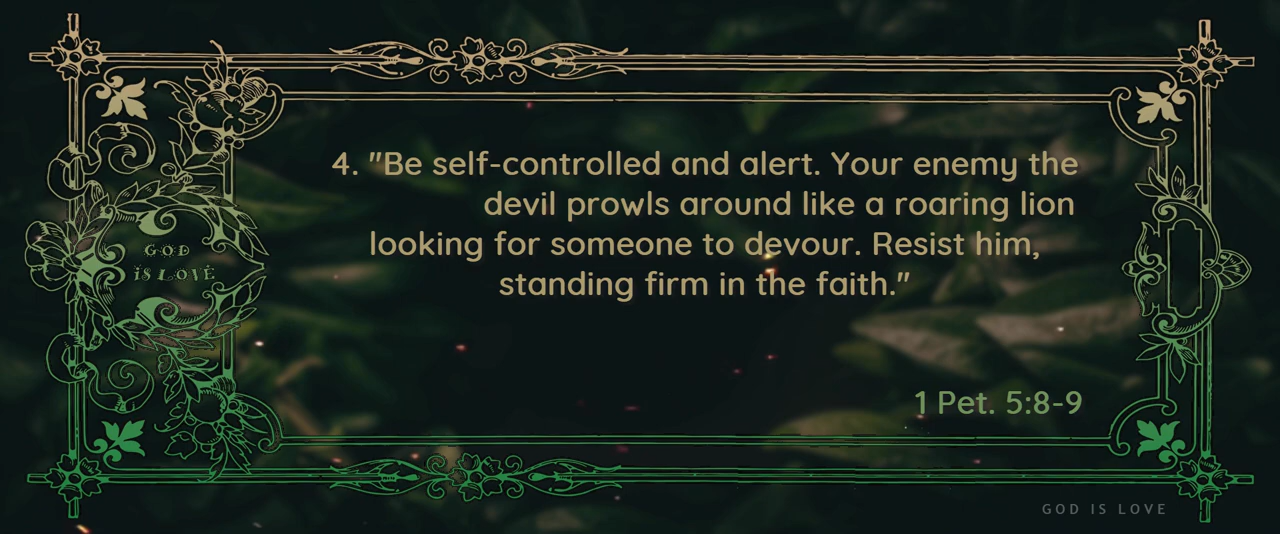 GOD
IS LOVE
4. "Be self-controlled and alert. Your enemy the
devil prowls around like a roaring lion
looking for someone to devour. Resist him,
standing firm in the faith."
1 Pet. 5:8-9
GOD IS LOVE